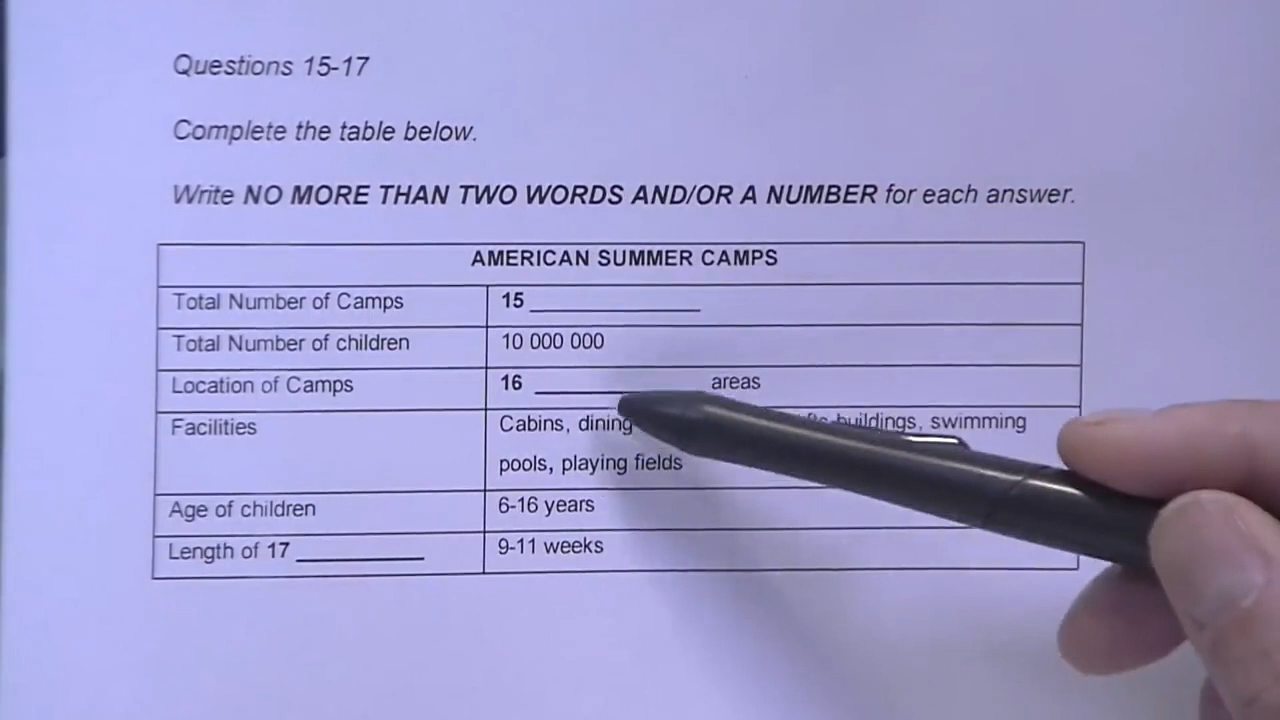 Questions 15-17
Complete the table below.
Write NO MORE THAN TWO WORDS AND/OR A NUMBER for each answer.
AMERICAN SUMMER CAMPS
Total Number of Camps 15 ______________
Total Number of children 10 000 000
Location of Camps 16 ______________ areas
Facilities Cabins, dining buildings, swimming
pools, playing fields
Age of children 6-16 years
Length of 17 ___________ 9-11 weeks